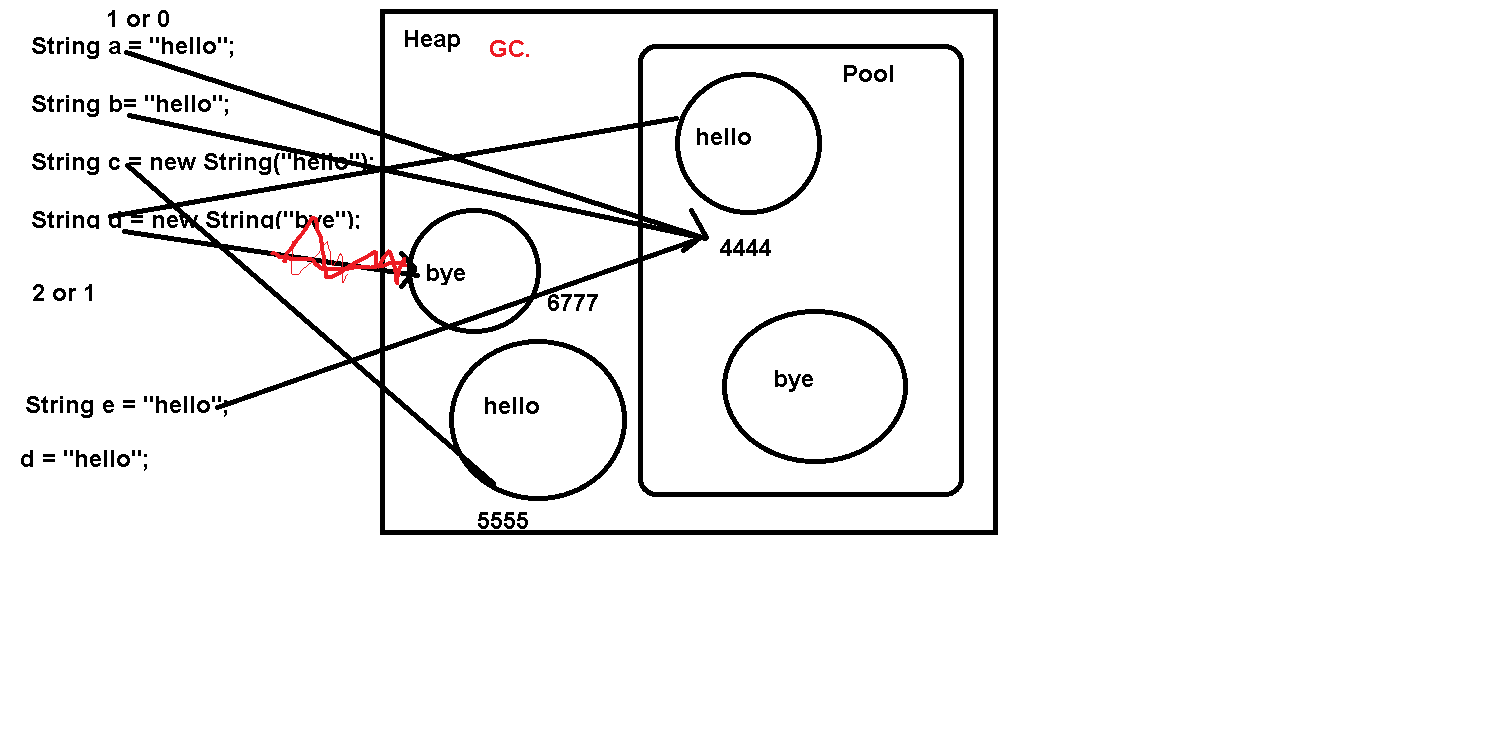 1 or 0
String a = "hello";
String b= "hello";
String c = new String("hello");
String d = new String("bye");
2 or 1
String e = "hello";
d = "hello";
Heap
GC.
Pool
hello
4444
bye
6777
hello
5555
bye